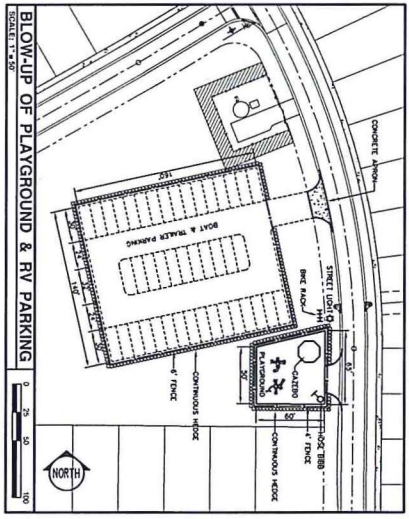 CONCRETE APRON
STREET LIGHT
BIKE RACK
65'
HOSE BIBB
4' FENCE
CONTINUOUS HEDGE
60'
GAZEBO
PLAYGROUND
50'
160'
BOAT & TRAILER PARKING
140'
6' FENCE
CONTINUOUS HEDGE
BLOW-UP OF PLAYGROUND & RV PARKING
SCALE: 1" = 50'
0 25 50 100
NORTH